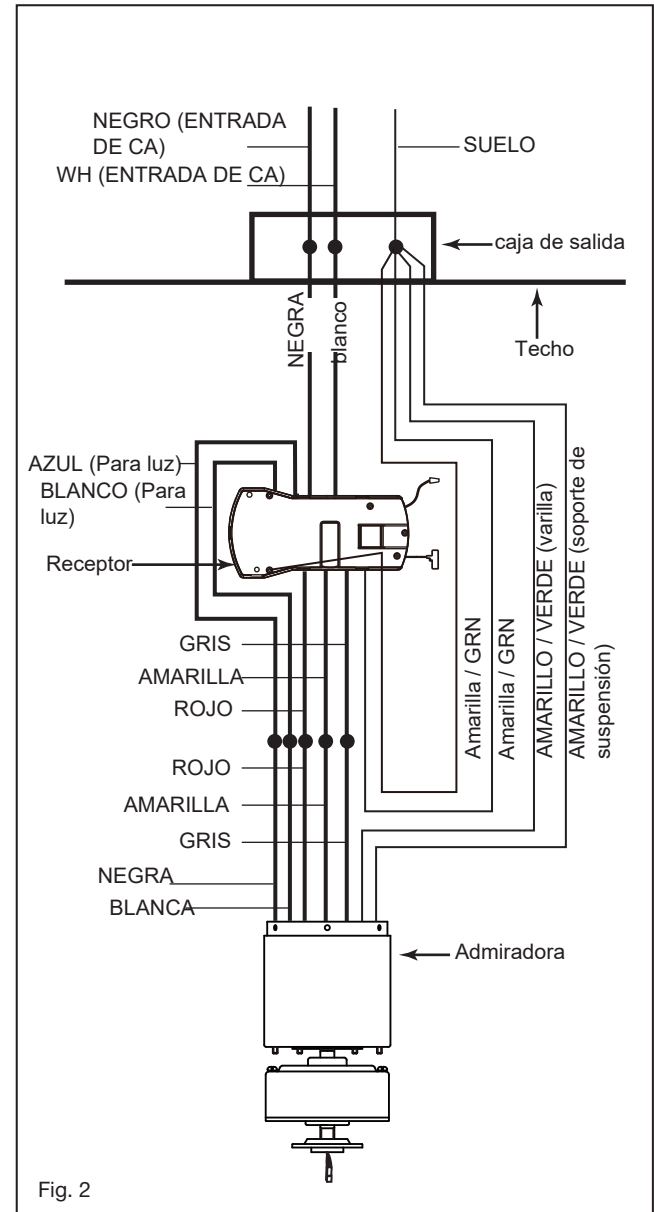 NEGRO (ENTRADA
DE CA)
WH (ENTRADA DE CA)
SUELO
caja de salida
Techo
NEGRA
blanco
AZUL (Para luz)
BLANCO (Para
luz)
Receptor
GRIS
AMARILLA
ROJO
ROJO
AMARILLA
GRIS
NEGRA
BLANCA
Amarilla / GRN
Amarilla / GRN
AMARILLO / VERDE (varilla)
AMARILLO / VERDE (soporte de
suspensión)
Admiradora
Fig. 2